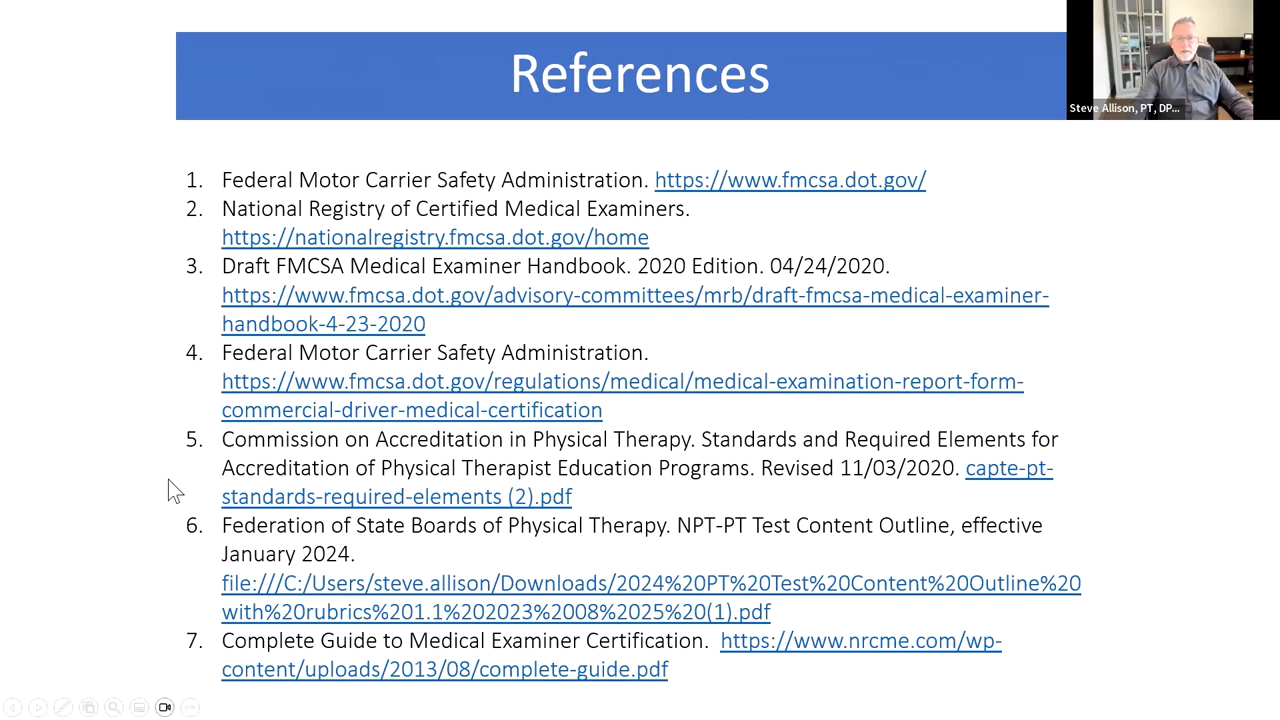 References
Steve Allison, PT, DP...
1. Federal Motor Carrier Safety Administration. https://www.fmcsa.dot.gov/
2. National Registry of Certified Medical Examiners.
https://nationalregistry.fmcsa.dot.gov/home
3. Draft FMCSA Medical Examiner Handbook. 2020 Edition. 04/24/2020.
https://www.fmcsa.dot.gov/advisory-committees/mrb/draft-fmcsa-medical-examiner-
handbook-4-23-2020
4. Federal Motor Carrier Safety Administration.
https://www.fmcsa.dot.gov/regulations/medical/medical-examination-report-form-
commercial-driver-medical-certification
5. Commission on Accreditation in Physical Therapy. Standards and Required Elements for
Accreditation of Physical Therapist Education Programs. Revised 11/03/2020. capte-pt-
standards-required-elements (2).pdf
6. Federation of State Boards of Physical Therapy. NPT-PT Test Content Outline, effective
January 2024.
file:///C:/Users/steve.allison/Downloads/2024%20PT%20Test%20Content%20Outline%20
with%20rubrics%201.1%202023%2008%2025%20(1).pdf
7. Complete Guide to Medical Examiner Certification. https://www.nrcme.com/wp-
content/uploads/2013/08/complete-guide.pdf